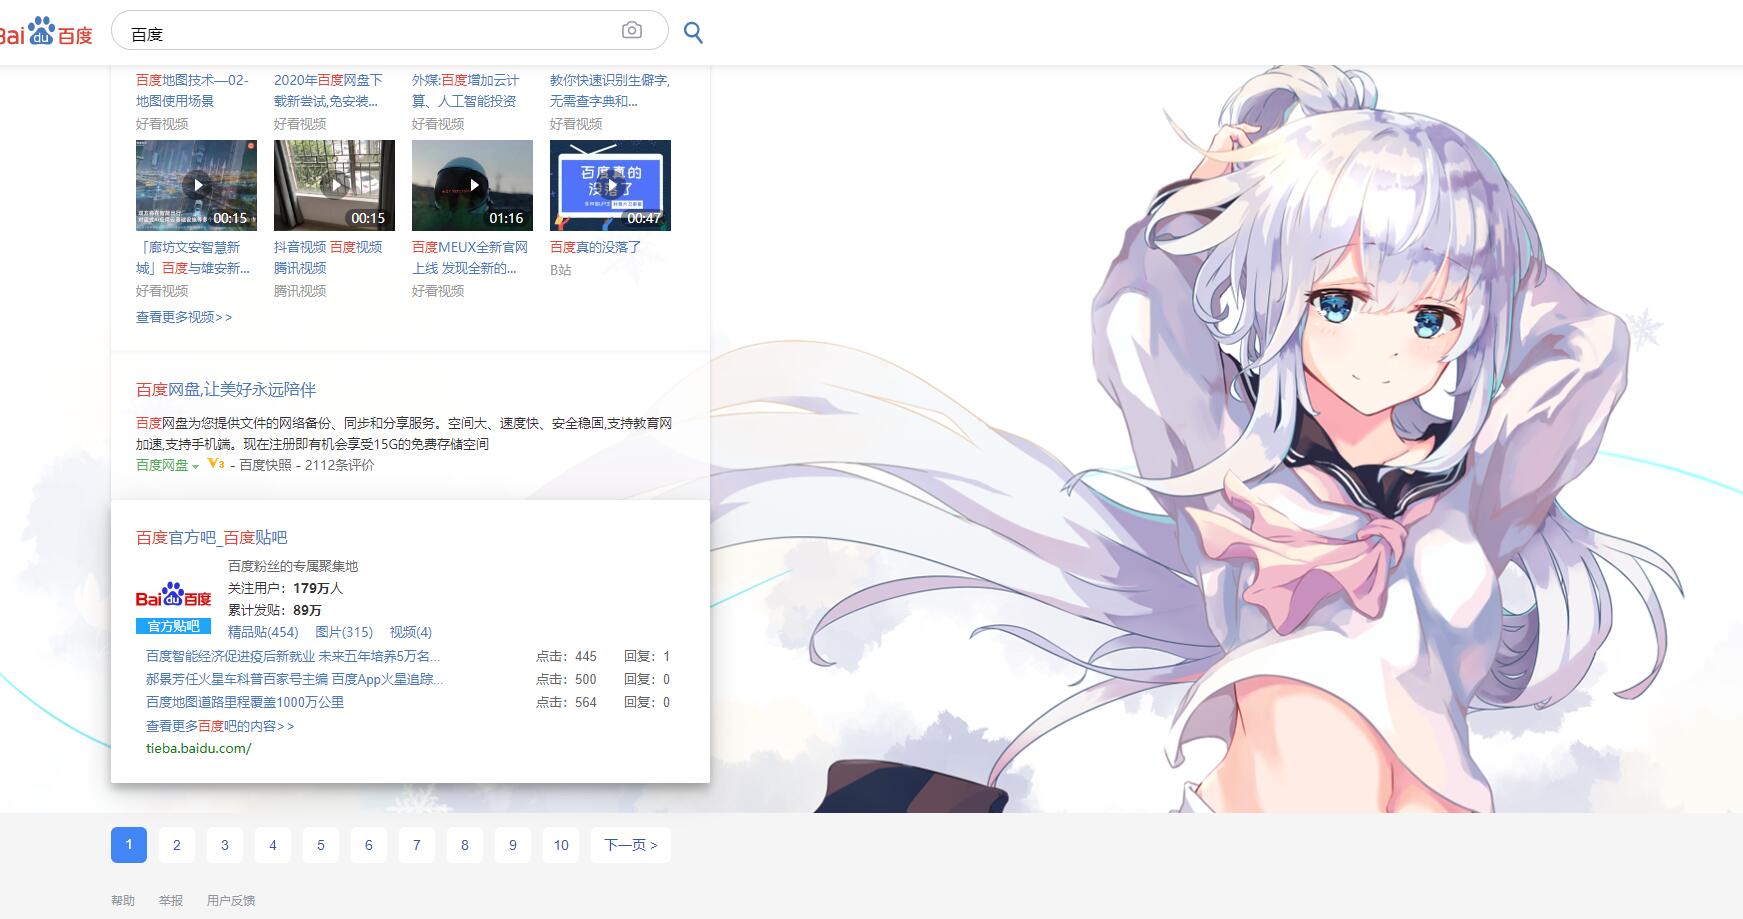 Bai du 百度
百度
百度地图技术—02-地图使用场景
好看视频
2020年百度网盘下载新尝试,免安装...
好看视频
外媒:百度增加云计算、人工智能投资
好看视频
教你快速识别生僻字,无需查字典和...
好看视频
00:15
「廊坊文安智慧新城」百度与雄安新...
好看视频
00:15
抖音视频 百度视频 腾讯视频
腾讯视频
01:16
百度MEUX全新官网上线 发现全新的...
好看视频
百度真的
没落了
00:47
百度真的没落了
B站
查看更多视频>>
百度网盘,让美好永远陪伴
百度网盘为您提供文件的网络备份、同步和分享服务。空间大、速度快、安全稳固,支持教育网
加速,支持手机端。现在注册即有机会享受15G的免费存储空间
百度网盘 V3 - 百度快照 - 2112条评价
百度官方吧_百度贴吧
Bai du 百度
官方贴吧
百度粉丝的专属聚集地
关注用户：179万人
累计发贴：89万
精品贴(454) 图片(315) 视频(4)
百度智能经济促进疫后新就业 未来五年培养5万名... 点击：445 回复：1
郝景芳任火星车科普百家号主编 百度App火星追踪... 点击：500 回复：0
百度地图道路里程覆盖1000万公里 点击：564 回复：0
查看更多百度吧的内容>>
tieba.baidu.com/
1 2 3 4 5 6 7 8 9 10 下一页 >
帮助 举报 用户反馈